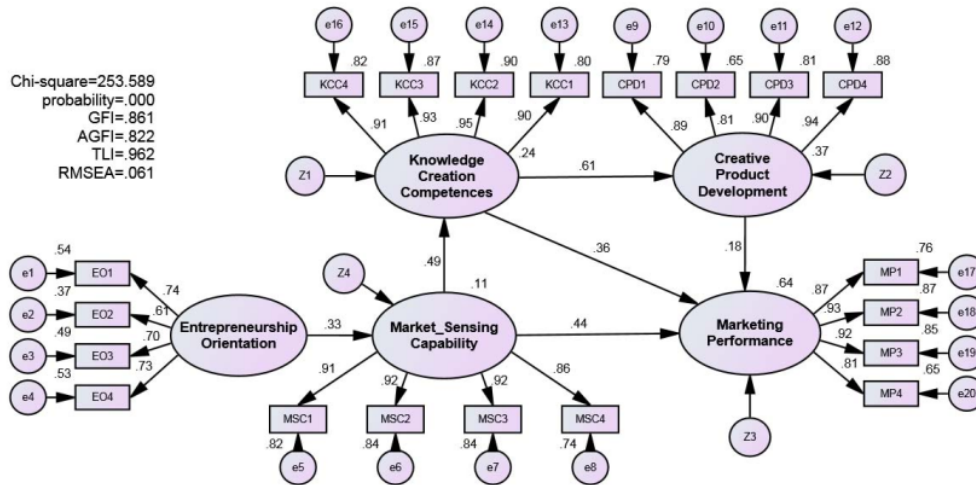 e16 e15 e14 e13 e9 e10 e11 e12
.82 .87 .90 .80 .79 .65 .81 .88
KCC4 KCC3 KCC2 KCC1 CPD1 CPD2 CPD3 CPD4
Chi-square=253.589
probability=.000
GFI=.861
AGFI=.822
TLI=.962
RMSEA=.061
.91 .93 .95 .90 .89 .81 .90 .94
.24 .37
Z1
Knowledge
Creation
Competences
.61
Creative
Product
Development
Z2
.49 .36 .18
.54
e1 EO1 .74
.37
e2 EO2 .61
.49
e3 EO3 .70
.53
e4 EO4 .73
Entrepreneurship
Orientation
.33
Z4
.11
Market_Sensing
Capability
.44
.64
Marketing
Performance
.76
.87 MP1 e17
.87
.93 MP2 e18
.85
.92 MP3 e19
.65
.81 MP4 e20
.91 .92 .92 .86
MSC1 MSC2 MSC3 MSC4
.82 .84 .84 .74
e5 e6 e7 e8
Z3